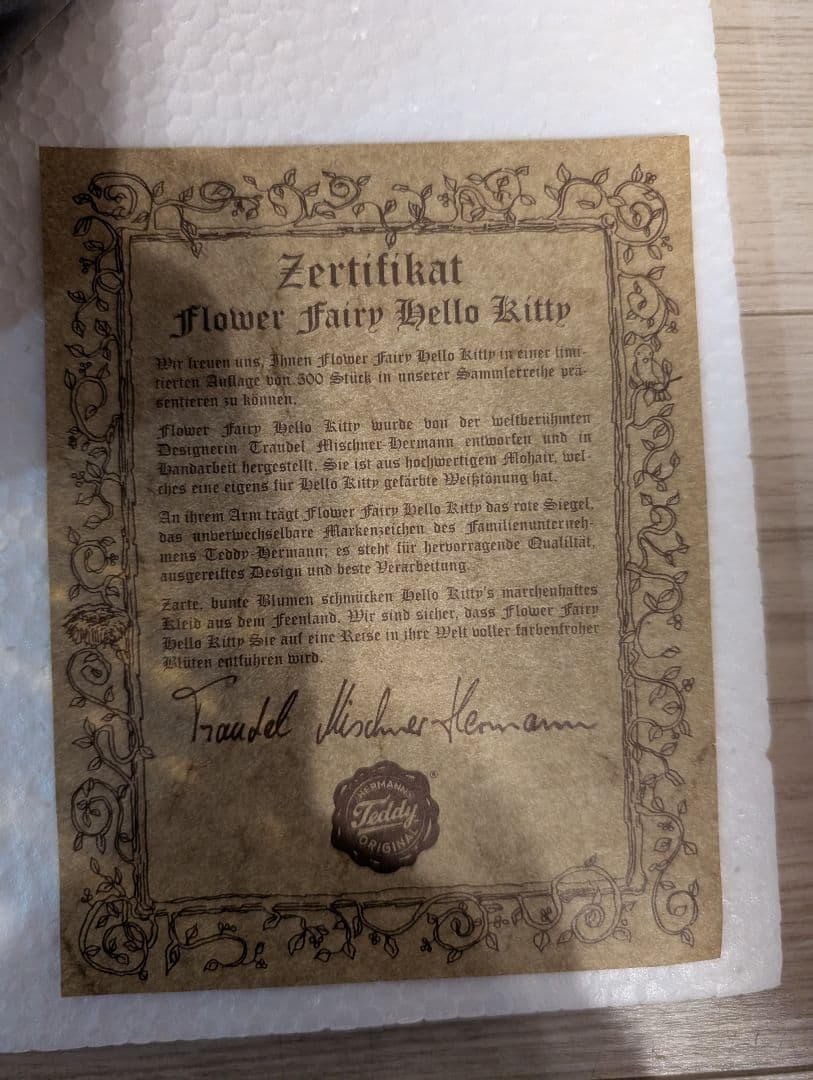 Zertifikat
Flower Fairy Hello Kitty
Wir freuen uns, Ihnen Flower Fairy Hello Kitty in einer limi-
tierten Auflage von 500 Stück in unserer Sammlerreihe prä-
sentieren zu können.
Flower Fairy Hello Kitty wurde von der weltberühmten
Designerin Traudel Mischner-Hermann entworfen und in
Handarbeit hergestellt. Sie ist aus hochwertigem Mohair, wel-
ches eine eigens für Hello Kitty gefärbte Weißtönung hat.
An ihrem Arm trägt Flower Fairy Hello Kitty das rote Siegel,
das unverwechselbare Markenzeichen des Familienunterneh-
mens Teddy-Hermann; es steht für hervorragende Qualiltät,
ausgereiftes Design und beste Verarbeitung.
Zarte, bunte Blumen schmücken Hello Kitty's marchenhaftes
Kleid aus dem Feenland. Wir sind sicher, dass Flower Fairy
Hello Kitty Sie auf eine Reise in ihre Welt voller farbenfroher
Blüten entführen wird.
Traudel Mischner-Hermann
HERMANN
Teddy
ORIGINAL
®